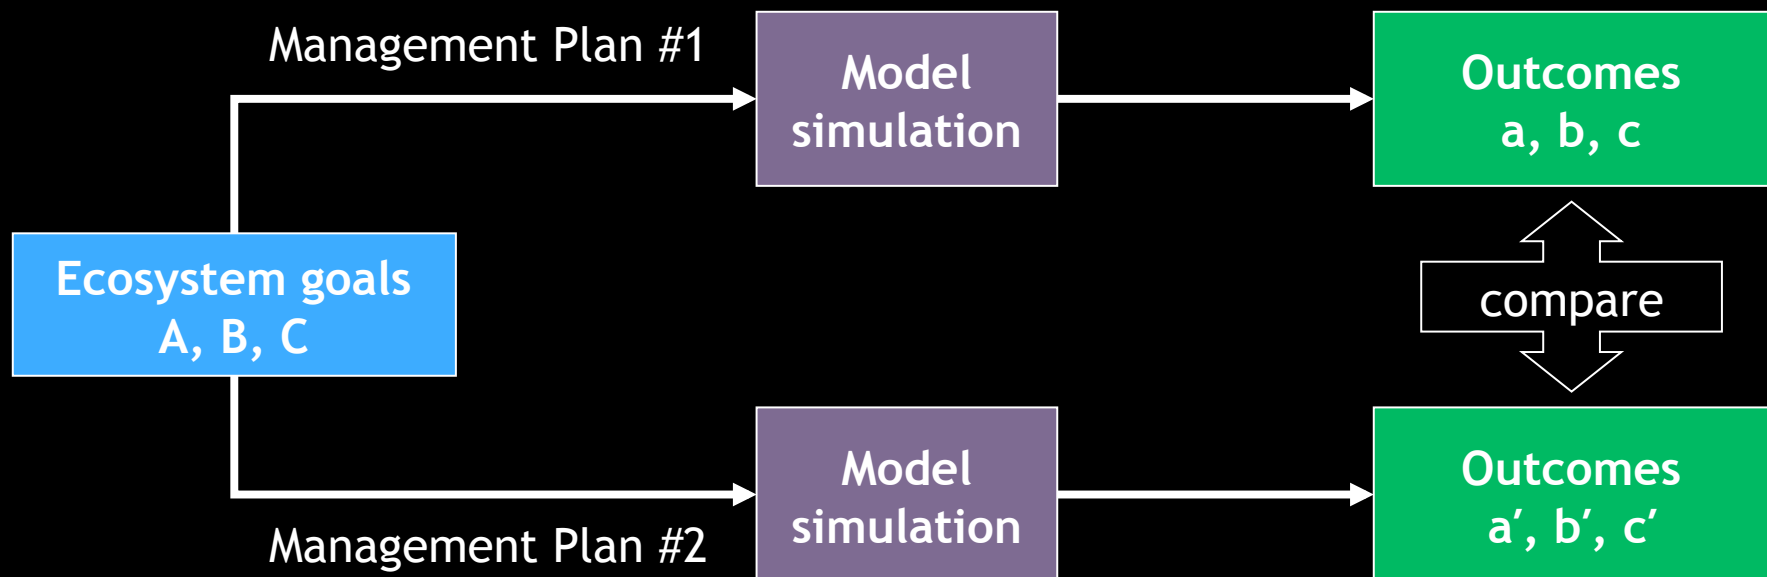 Management Plan #1
Model
simulation
Outcomes
a, b, c
Ecosystem goals
A, B, C
compare
Model
simulation
Outcomes
a’, b’, c’
Management Plan #2